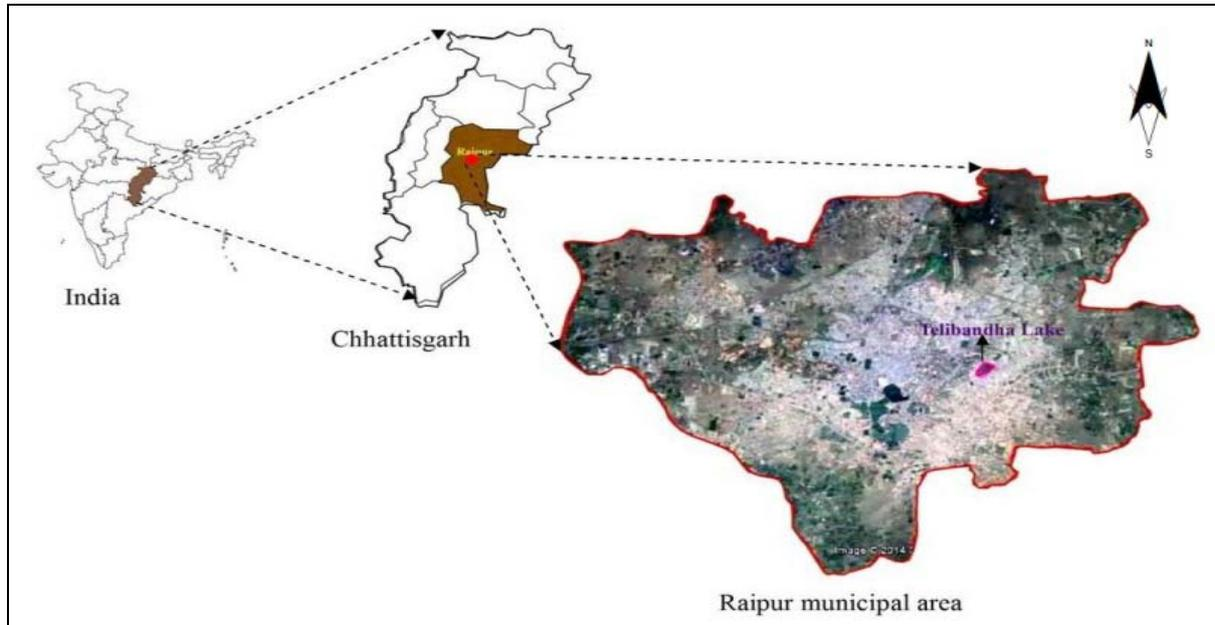 N
S
Raipur
India
Chhattisgarh
Telibandha Lake
Image © 2014
Raipur municipal area